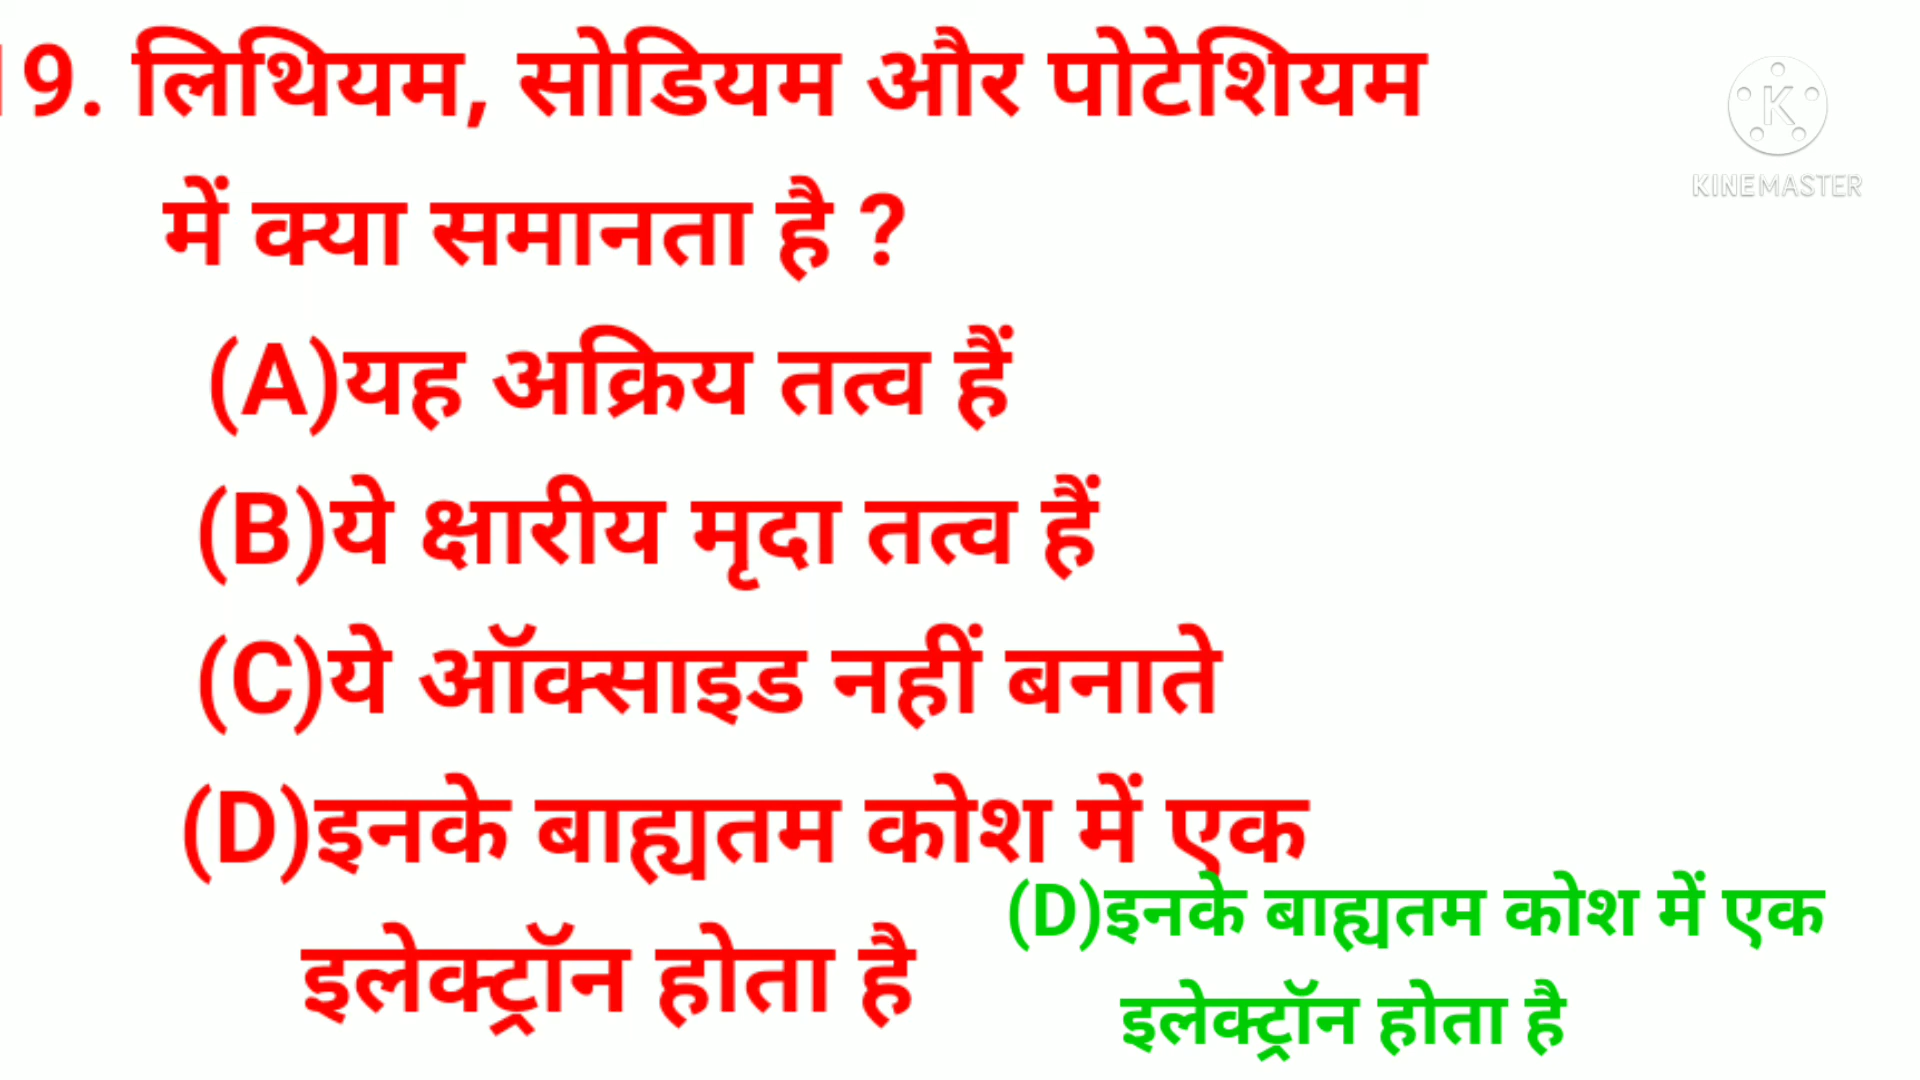 19. लिथियम, सोडियम और पोटेशियम
में क्या समानता है ?
(A)यह अक्रिय तत्व हैं
(B)ये क्षारीय मृदा तत्व हैं
(C)ये ऑक्साइड नहीं बनाते
(D)इनके बाह्यतम कोश में एक
इलेक्ट्रॉन होता है
(D)इनके बाह्यतम कोश में एक
इलेक्ट्रॉन होता है
K
KINEMASTER